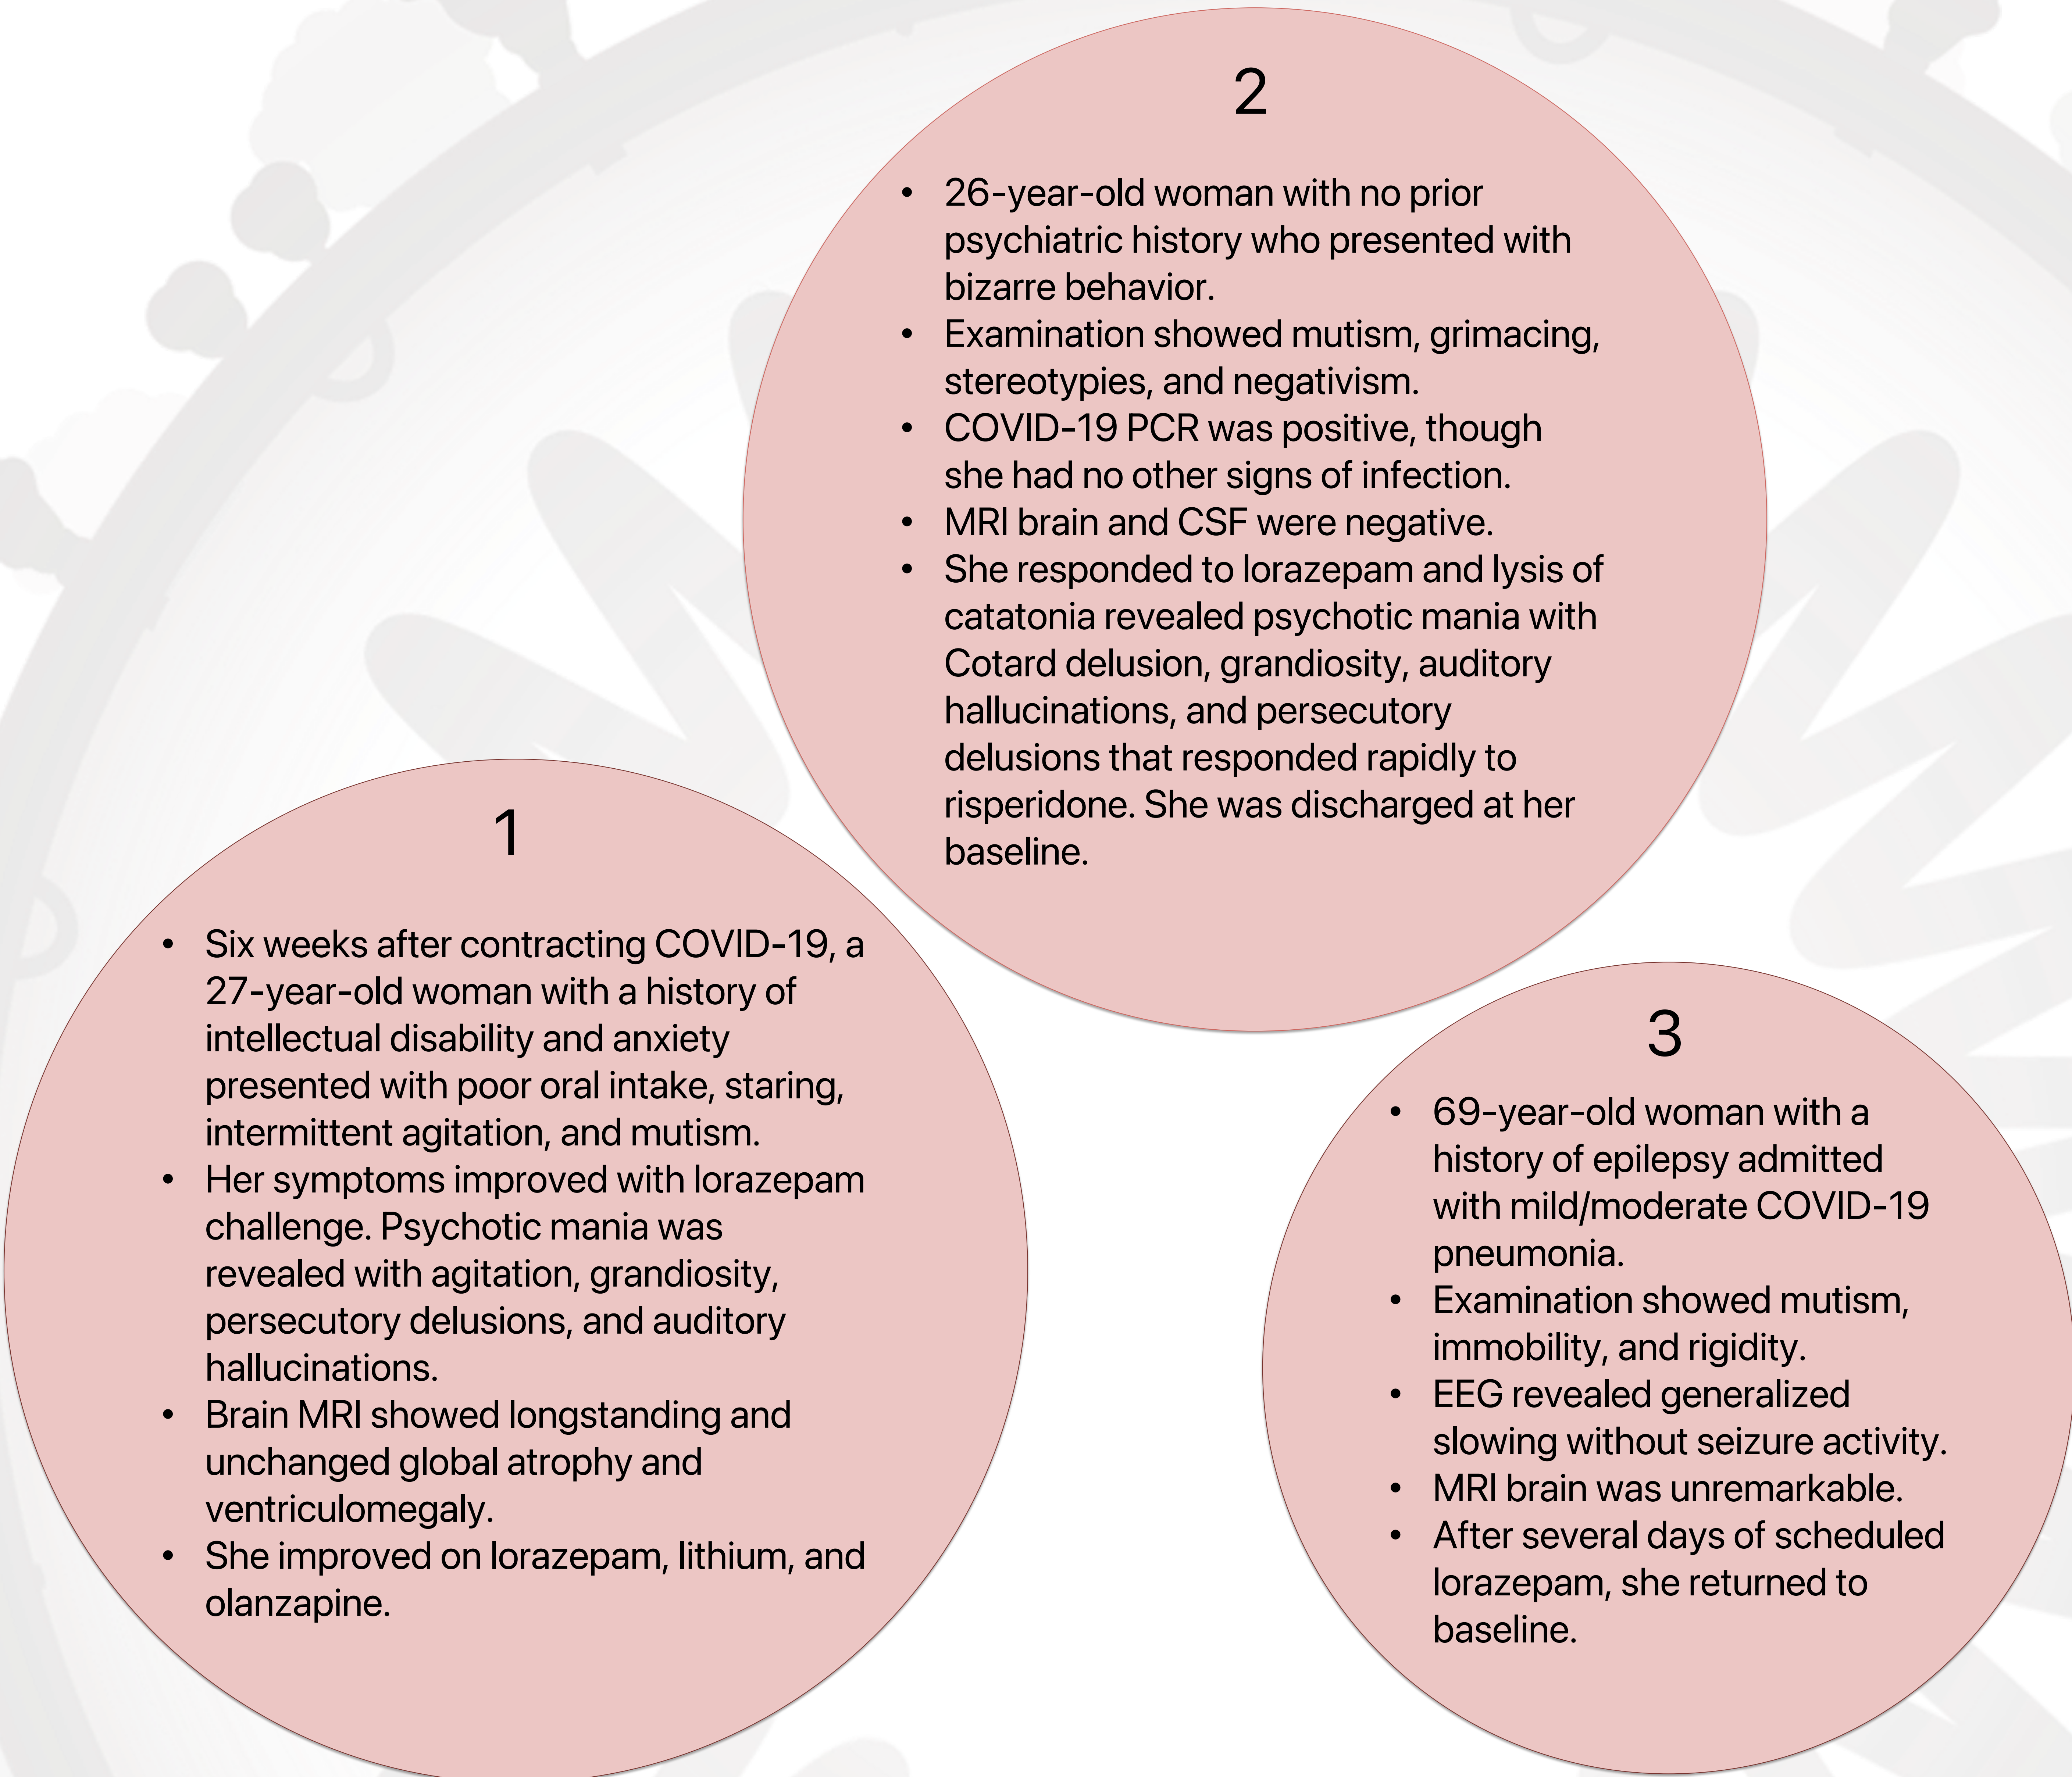 1
• Six weeks after contracting COVID-19, a
27-year-old woman with a history of
intellectual disability and anxiety
presented with poor oral intake, staring,
intermittent agitation, and mutism.
• Her symptoms improved with lorazepam
challenge. Psychotic mania was
revealed with agitation, grandiosity,
persecutory delusions, and auditory
hallucinations.
• Brain MRI showed longstanding and
unchanged global atrophy and
ventriculomegaly.
• She improved on lorazepam, lithium, and
olanzapine.
2
• 26-year-old woman with no prior
psychiatric history who presented with
bizarre behavior.
• Examination showed mutism, grimacing,
stereotypies, and negativism.
• COVID-19 PCR was positive, though
she had no other signs of infection.
• MRI brain and CSF were negative.
• She responded to lorazepam and lysis of
catatonia revealed psychotic mania with
Cotard delusion, grandiosity, auditory
hallucinations, and persecutory
delusions that responded rapidly to
risperidone. She was discharged at her
baseline.
3
• 69-year-old woman with a
history of epilepsy admitted
with mild/moderate COVID-19
pneumonia.
• Examination showed mutism,
immobility, and rigidity.
• EEG revealed generalized
slowing without seizure activity.
• MRI brain was unremarkable.
• After several days of scheduled
lorazepam, she returned to
baseline.